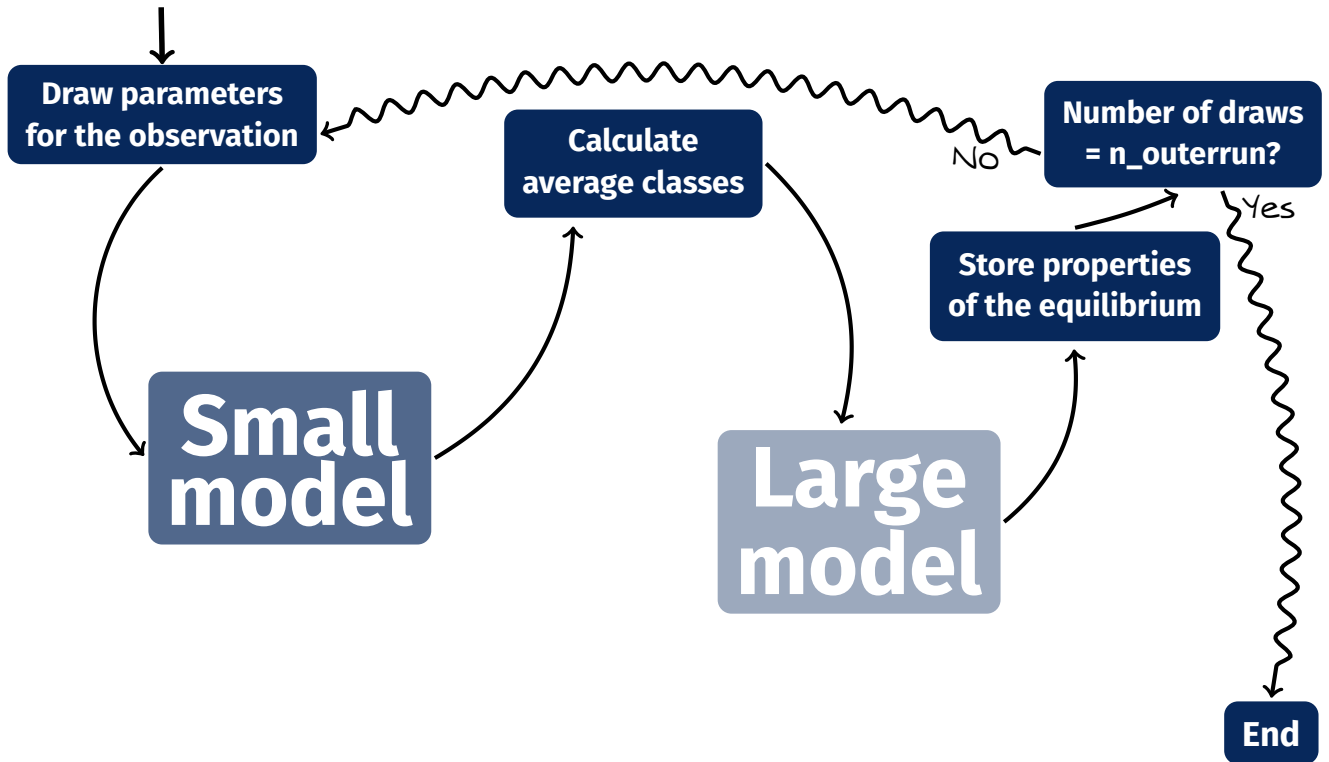 Draw parameters
for the observation
Small
model
Calculate
average classes
Large
model
Store properties
of the equilibrium
Number of draws
= n_outerrun?
No
Yes
End